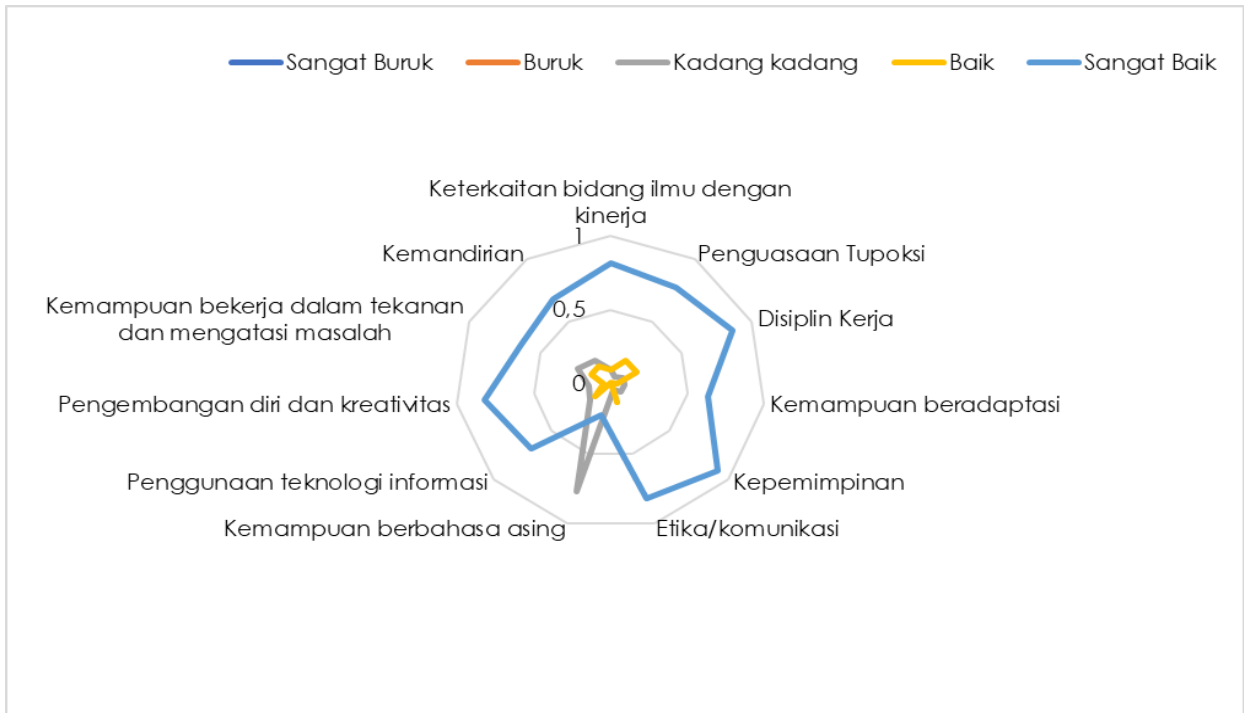 Sangat Buruk
Buruk
Kadang kadang
Baik
Sangat Baik
Keterkaitan bidang ilmu dengan
kinerja
1
Kemandirian
Penguasaan Tupoksi
Kemampuan bekerja dalam tekanan
dan mengatasi masalah
0,5
Disiplin Kerja
0
Pengembangan diri dan kreativitas
Kemampuan beradaptasi
Penggunaan teknologi informasi
Kepemimpinan
Kemampuan berbahasa asing
Etika/komunikasi